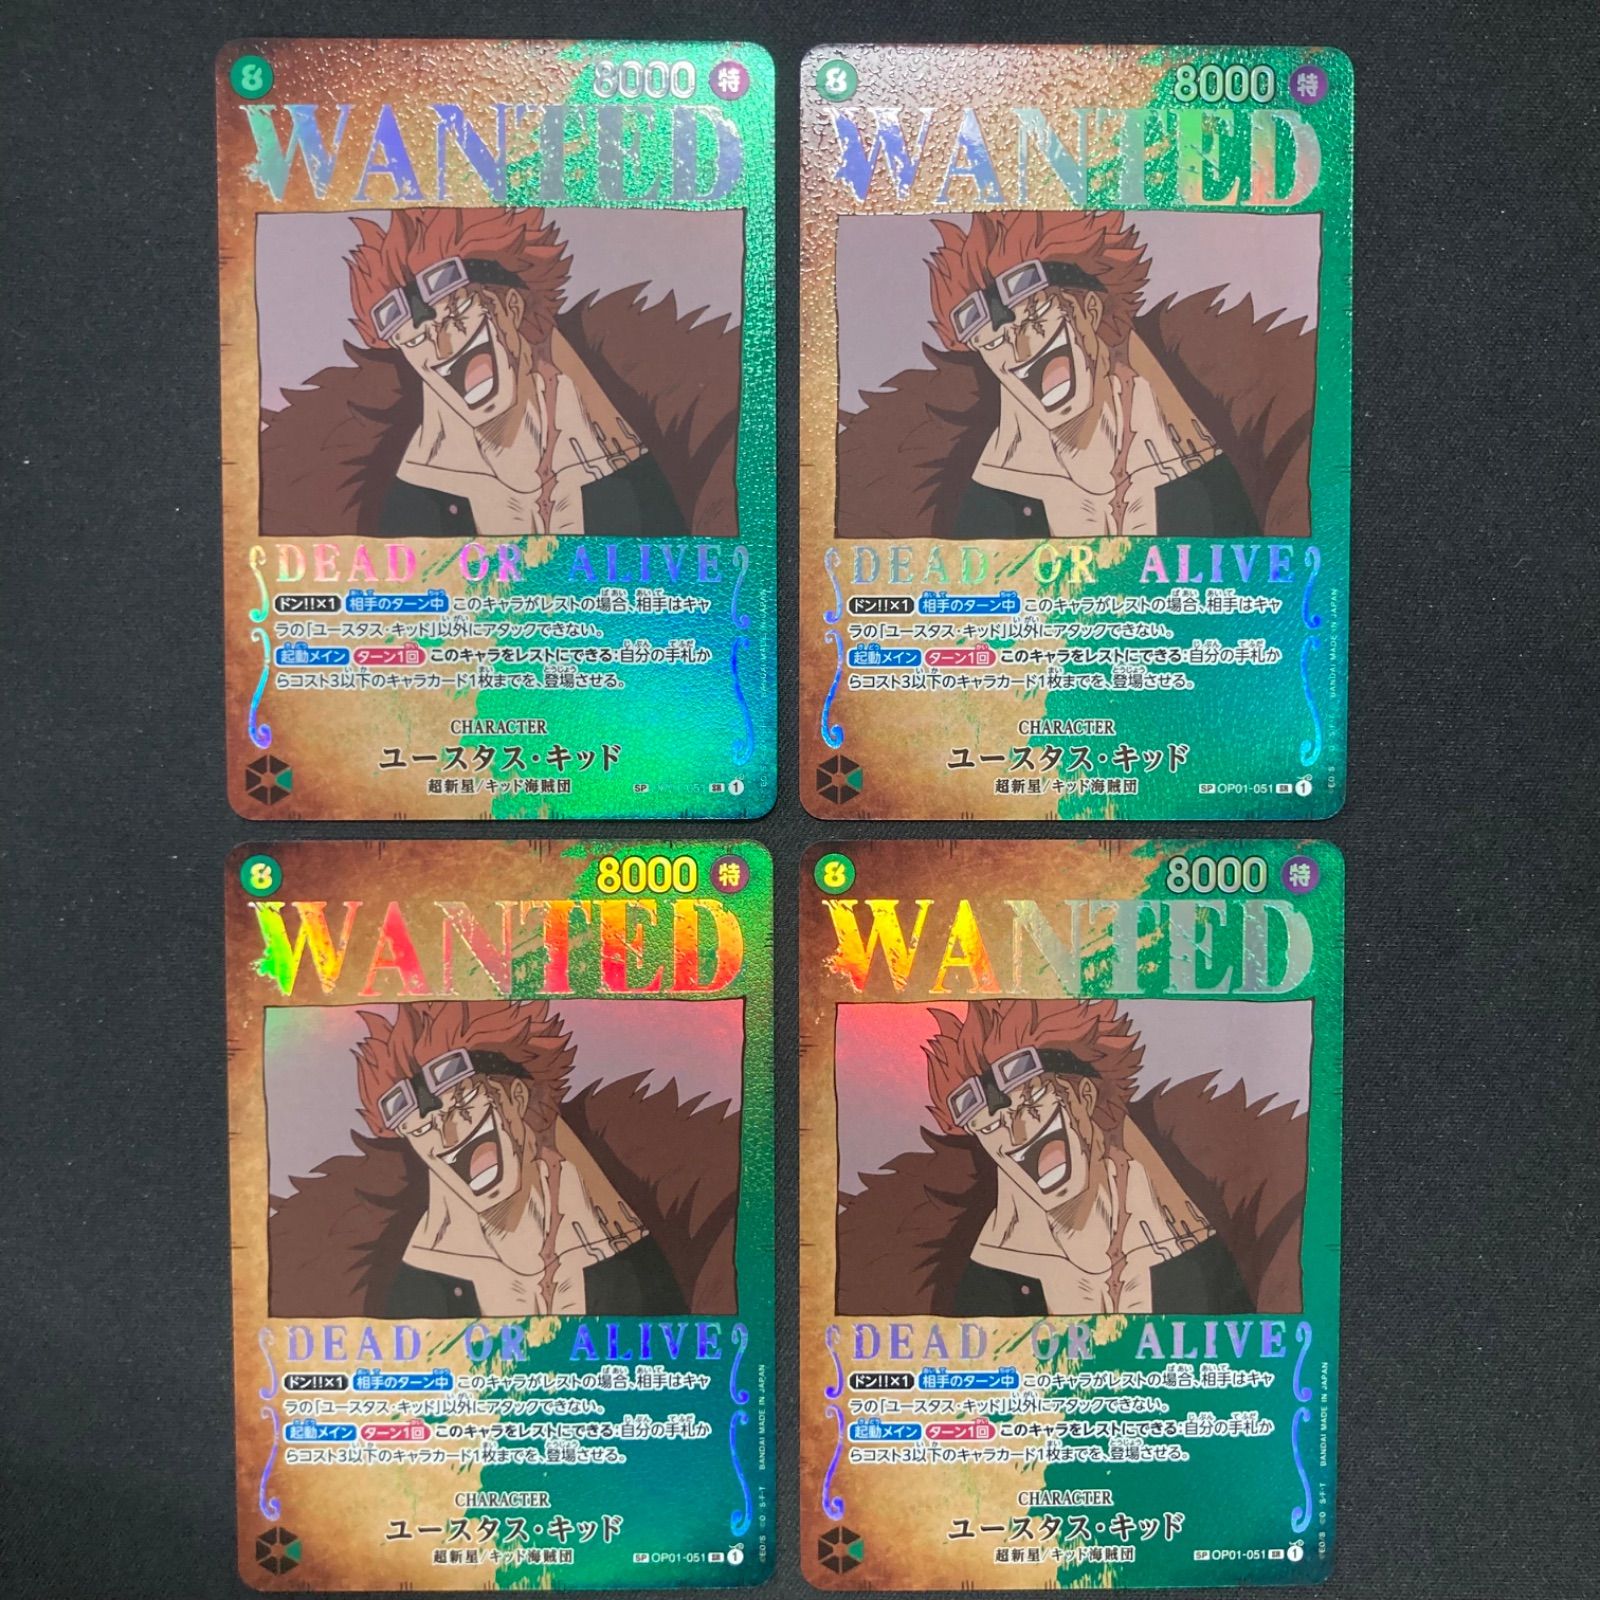 8 8000 特
WANTED
DEAD OR ALIVE
ドン!!×1 相手のターン中 このキャラがレストの場合、相手はキャ
ラの「ユースタス・キッド」以外にアタックできない。
起動メイン ターン1回 このキャラをレストにできる:自分の手札か
らコスト3以下のキャラカード1枚までを、登場させる。
CHARACTER
ユースタス・キッド
超新星/キッド海賊団
SP SR 1
8 8000 特
WANTED
DEAD OR ALIVE
ドン!!×1 相手のターン中 このキャラがレストの場合、相手はキャ
ラの「ユースタス・キッド」以外にアタックできない。
起動メイン ターン1回 このキャラをレストにできる:自分の手札か
らコスト3以下のキャラカード1枚までを、登場させる。
CHARACTER
ユースタス・キッド
超新星/キッド海賊団
SP OP01-051 SR 1
BANDAI MADE IN JAPAN
8 8000 特
WANTED
DEAD OR ALIVE
ドン!!×1 相手のターン中 このキャラがレストの場合、相手はキャ
ラの「ユースタス・キッド」以外にアタックできない。
起動メイン ターン1回 このキャラをレストにできる:自分の手札か
らコスト3以下のキャラカード1枚までを、登場させる。
CHARACTER
ユースタス・キッド
超新星/キッド海賊団
SP OP01-051 SR 1
©EO/S ©O S·F·T BANDAI MADE IN JAPAN
8 8000 特
WANTED
DEAD OR ALIVE
ドン!!×1 相手のターン中 このキャラがレストの場合、相手はキャ
ラの「ユースタス・キッド」以外にアタックできない。
起動メイン ターン1回 このキャラをレストにできる:自分の手札か
らコスト3以下のキャラカード1枚までを、登場させる。
CHARACTER
ユースタス・キッド
超新星/キッド海賊団
SP OP01-051 SR 1
©EO/S ©O S·F·T BANDAI MADE IN JAPAN